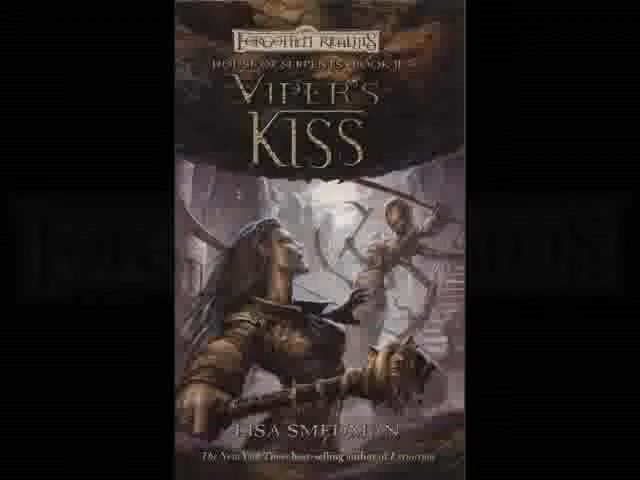 FORGOTTEN REALMS
HOUSE OF SERPENTS • BOOK II
VIPER'S
KISS
LISA SMEDMAN
The New York Times best-selling author of Extinction